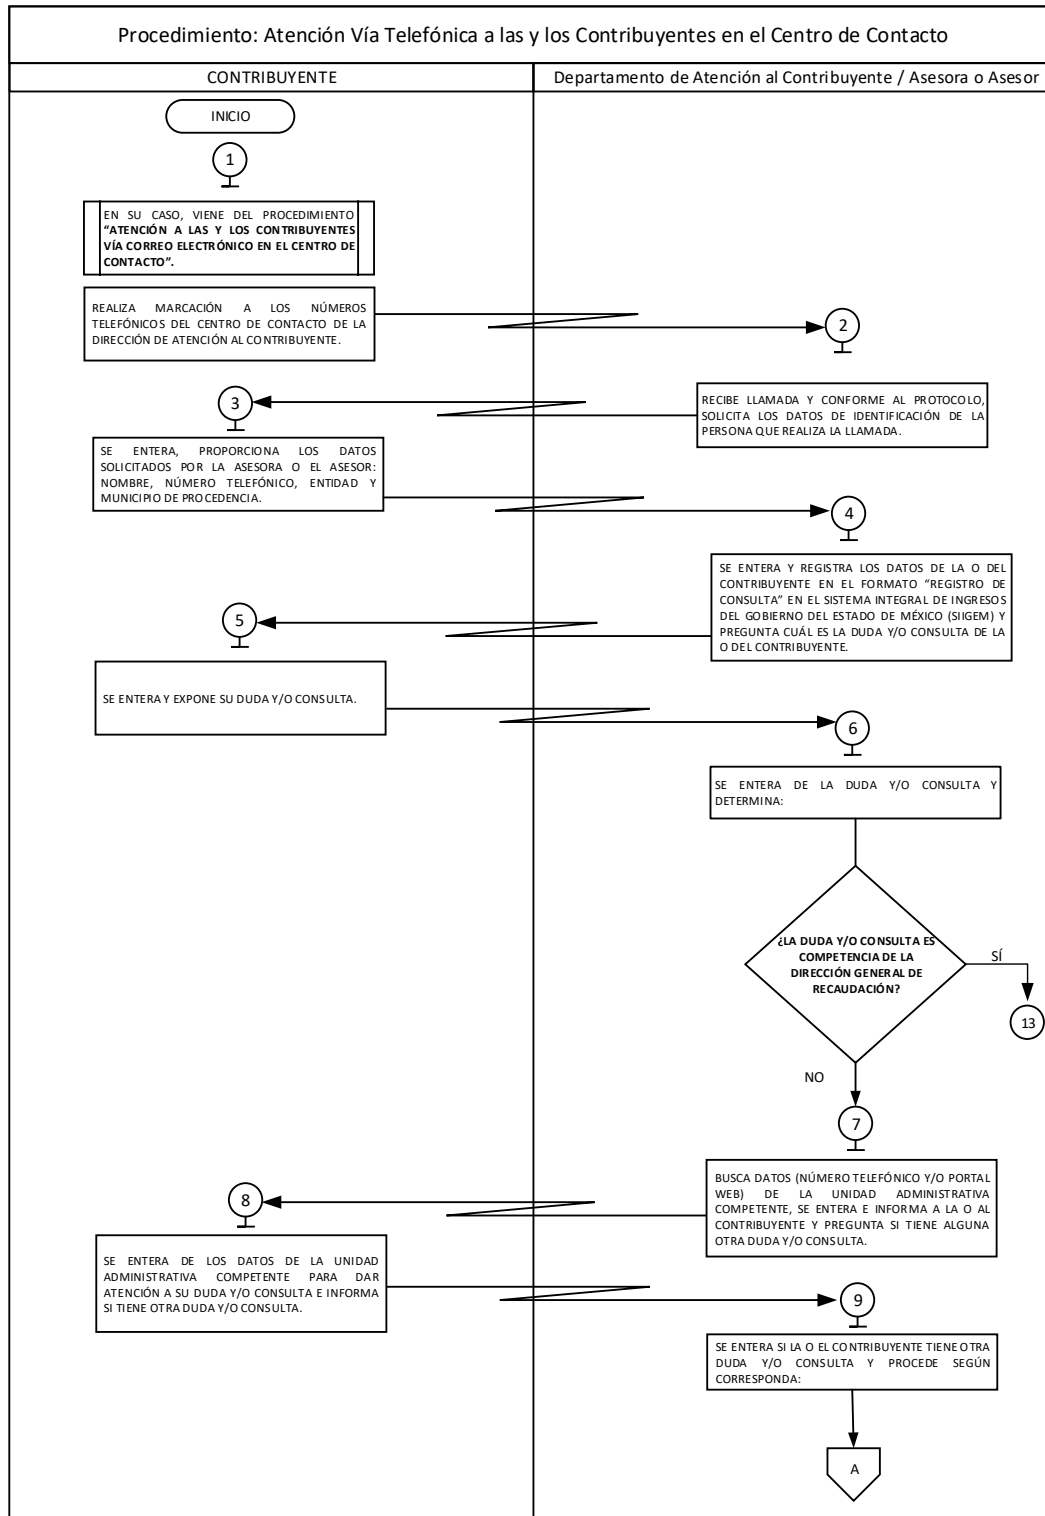 Procedimiento: Atención Vía Telefónica a las y los Contribuyentes en el Centro de Contacto
CONTRIBUYENTE
Departamento de Atención al Contribuyente / Asesora o Asesor
INICIO
1
EN SU CASO, VIENE DEL PROCEDIMIENTO
“ATENCIÓN A LAS Y LOS CONTRIBUYENTES
VÍA CORREO ELECTRÓNICO EN EL CENTRO DE
CONTACTO”.
REALIZA MARCACIÓN A LOS NÚMEROS
TELEFÓNICOS DEL CENTRO DE CONTACTO DE LA
DIRECCIÓN DE ATENCIÓN AL CONTRIBUYENTE.
2
RECIBE LLAMADA Y CONFORME AL PROTOCOLO,
SOLICITA LOS DATOS DE IDENTIFICACIÓN DE LA
PERSONA QUE REALIZA LA LLAMADA.
3
SE ENTERA, PROPORCIONA LOS DATOS
SOLICITADOS POR LA ASESORA O EL ASESOR:
NOMBRE, NÚMERO TELEFÓNICO, ENTIDAD Y
MUNICIPIO DE PROCEDENCIA.
4
SE ENTERA Y REGISTRA LOS DATOS DE LA O DEL
CONTRIBUYENTE EN EL FORMATO “REGISTRO DE
CONSULTA” EN EL SISTEMA INTEGRAL DE INGRESOS
DEL GOBIERNO DEL ESTADO DE MÉXICO (SIIGEM) Y
PREGUNTA CUÁL ES LA DUDA Y/O CONSULTA DE LA
O DEL CONTRIBUYENTE.
5
SE ENTERA Y EXPONE SU DUDA Y/O CONSULTA.
6
SE ENTERA DE LA DUDA Y/O CONSULTA Y
DETERMINA:
¿LA DUDA Y/O CONSULTA ES
COMPETENCIA DE LA
DIRECCIÓN GENERAL DE
RECAUDACIÓN?
SÍ
13
NO
7
BUSCA DATOS (NÚMERO TELEFÓNICO Y/O PORTAL
WEB) DE LA UNIDAD ADMINISTRATIVA
COMPETENTE, SE ENTERA E INFORMA A LA O AL
CONTRIBUYENTE Y PREGUNTA SI TIENE ALGUNA
OTRA DUDA Y/O CONSULTA.
8
SE ENTERA DE LOS DATOS DE LA UNIDAD
ADMINISTRATIVA COMPETENTE PARA DAR
ATENCIÓN A SU DUDA Y/O CONSULTA E INFORMA
SI TIENE OTRA DUDA Y/O CONSULTA.
9
SE ENTERA SI LA O EL CONTRIBUYENTE TIENE OTRA
DUDA Y/O CONSULTA Y PROCEDE SEGÚN
CORRESPONDA:
A